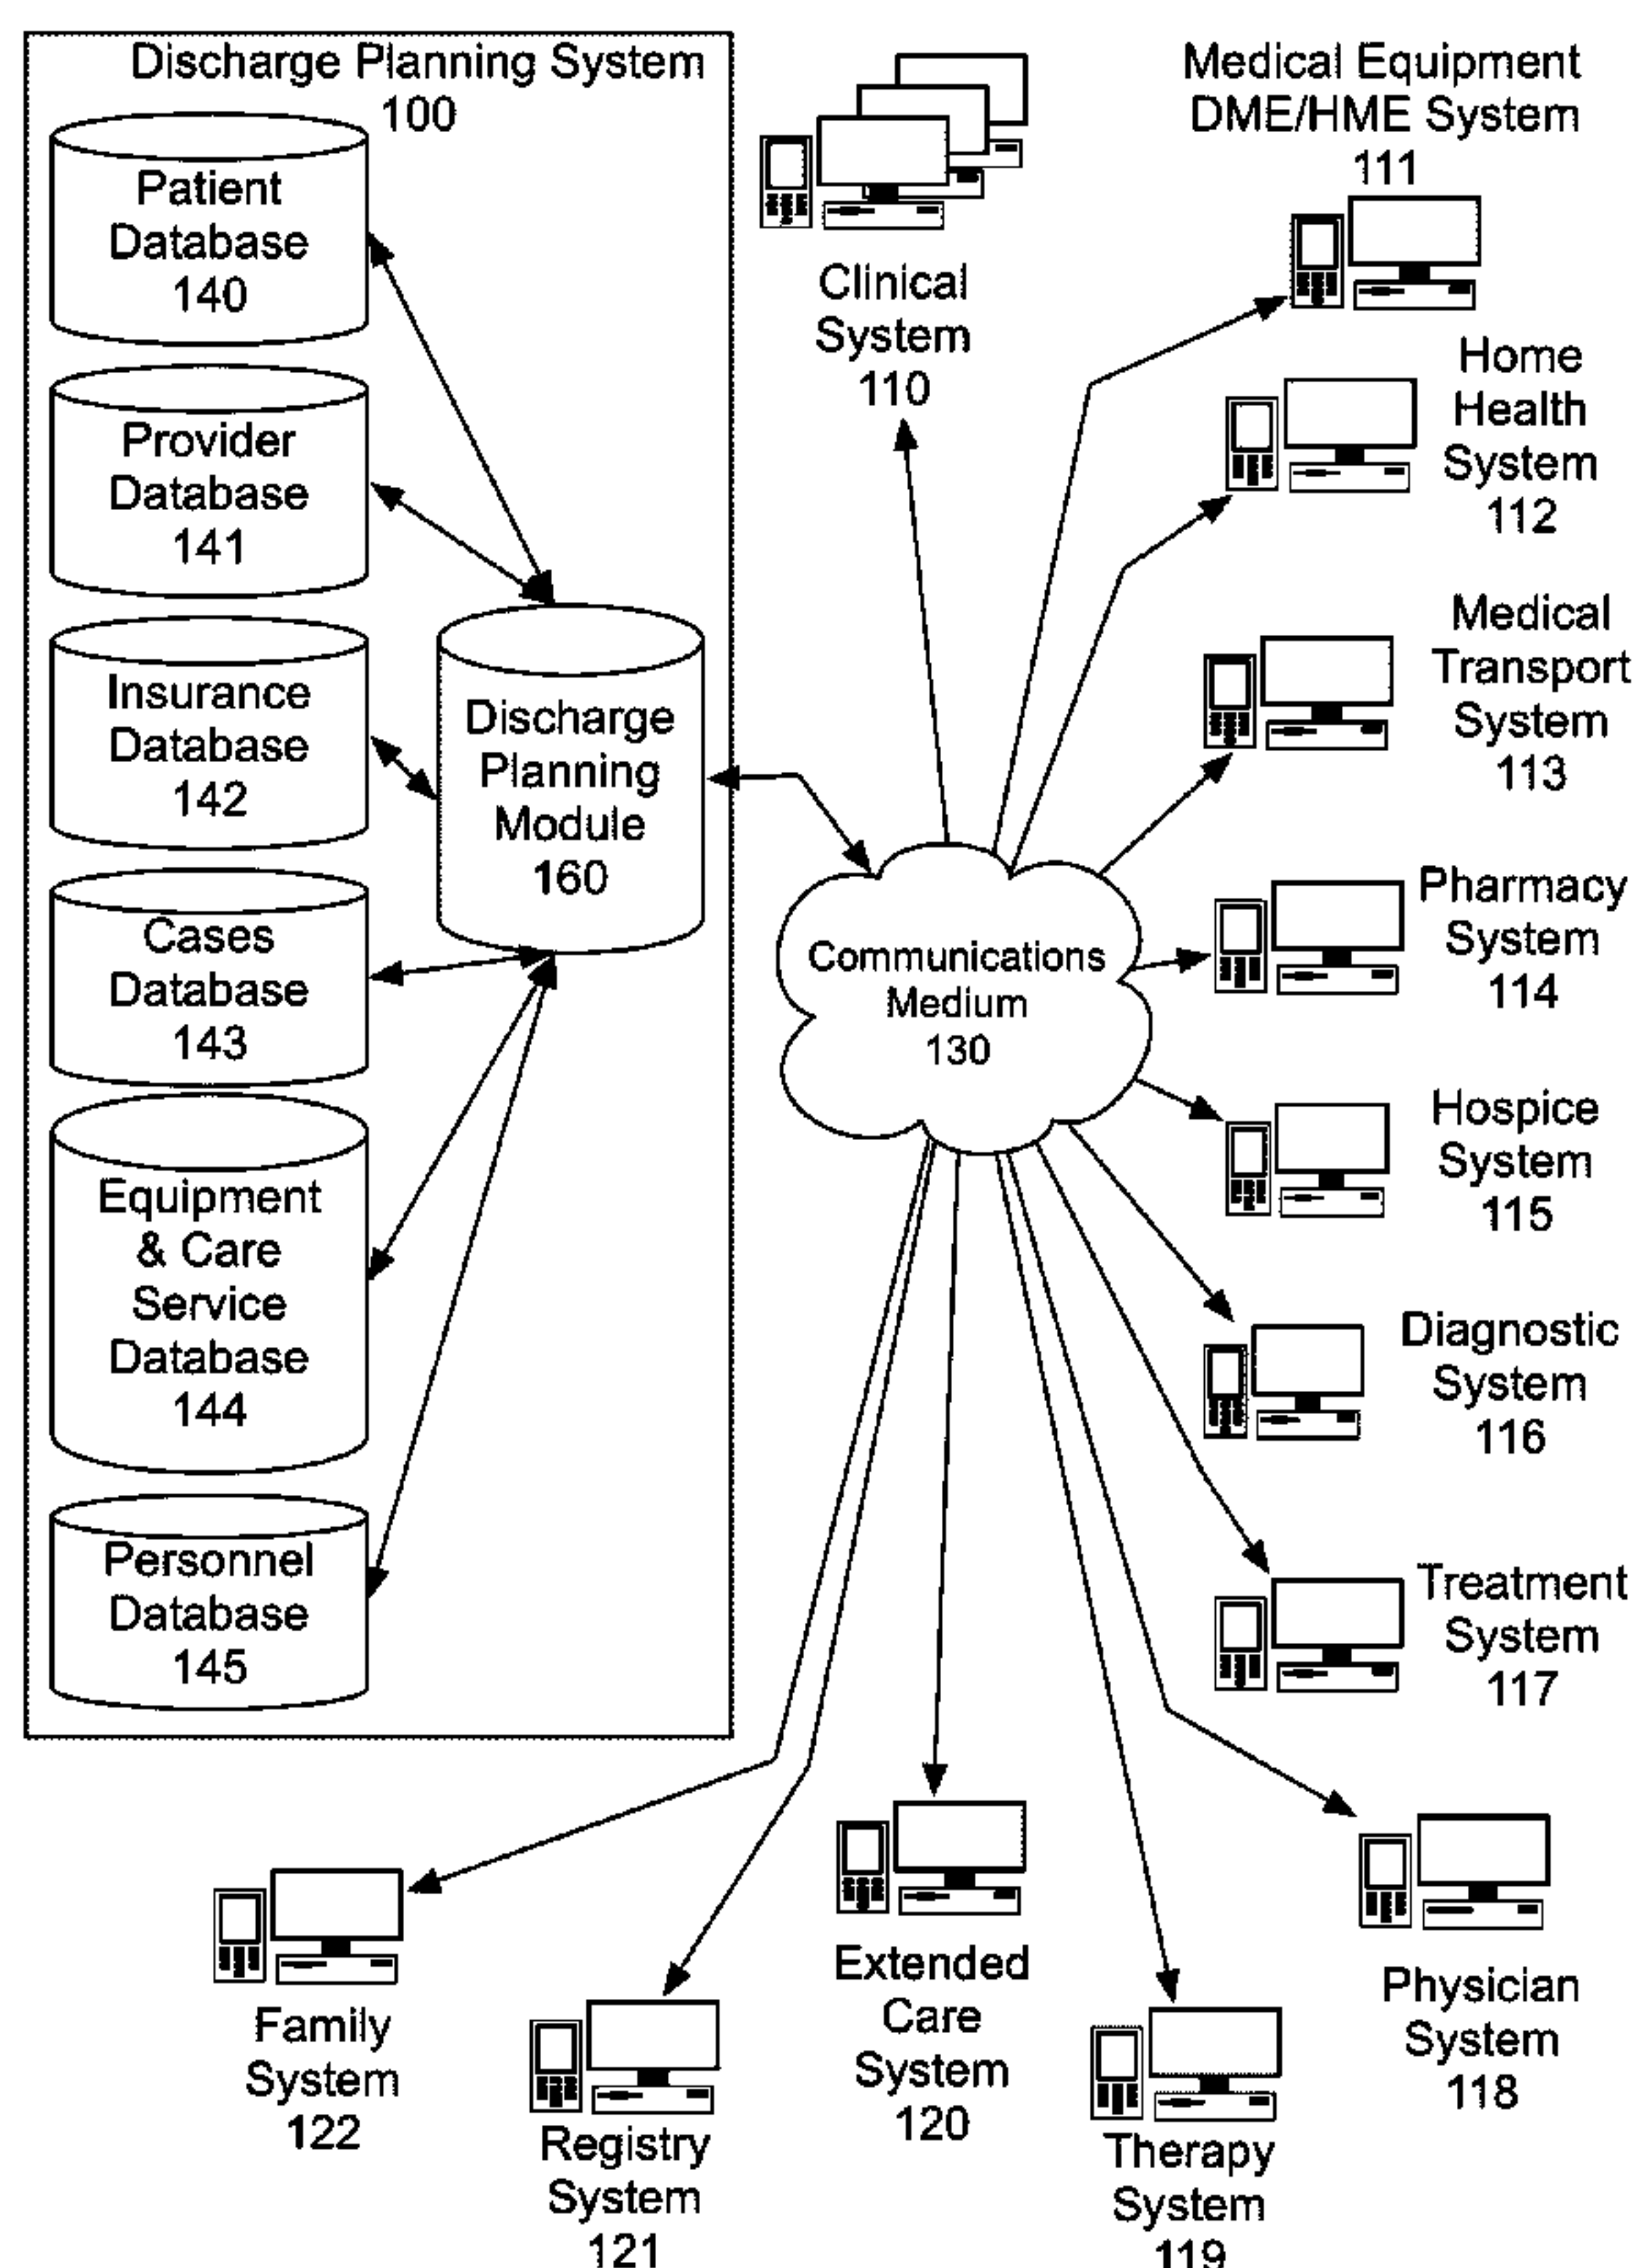 Discharge Planning System
100
Patient
Database
140
Provider
Database
141
Insurance
Database
142
Cases
Database
143
Equipment
& Care
Service
Database
144
Personnel
Database
145
Discharge
Planning
Module
160
Communications
Medium
130
Clinical
System
110
Medical Equipment
DME/HME System
111
Home
Health
System
112
Medical
Transport
System
113
Pharmacy
System
114
Hospice
System
115
Diagnostic
System
116
Treatment
System
117
Physician
System
118
Therapy
System
119
Extended
Care
System
120
Registry
System
121
Family
System
122